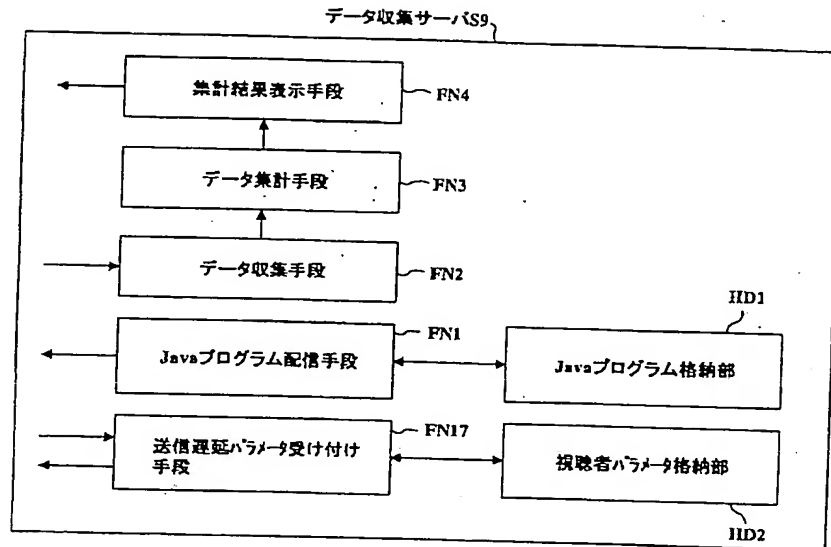 データ収集サーバS9
集計結果表示手段
FN4
データ集計手段
FN3
データ収集手段
FN2
HD1
FN1
Javaプログラム配信手段
Javaプログラム格納部
FN17
送信遅延パラメータ受け付け
手段
視聴者パラメータ格納部
HD2